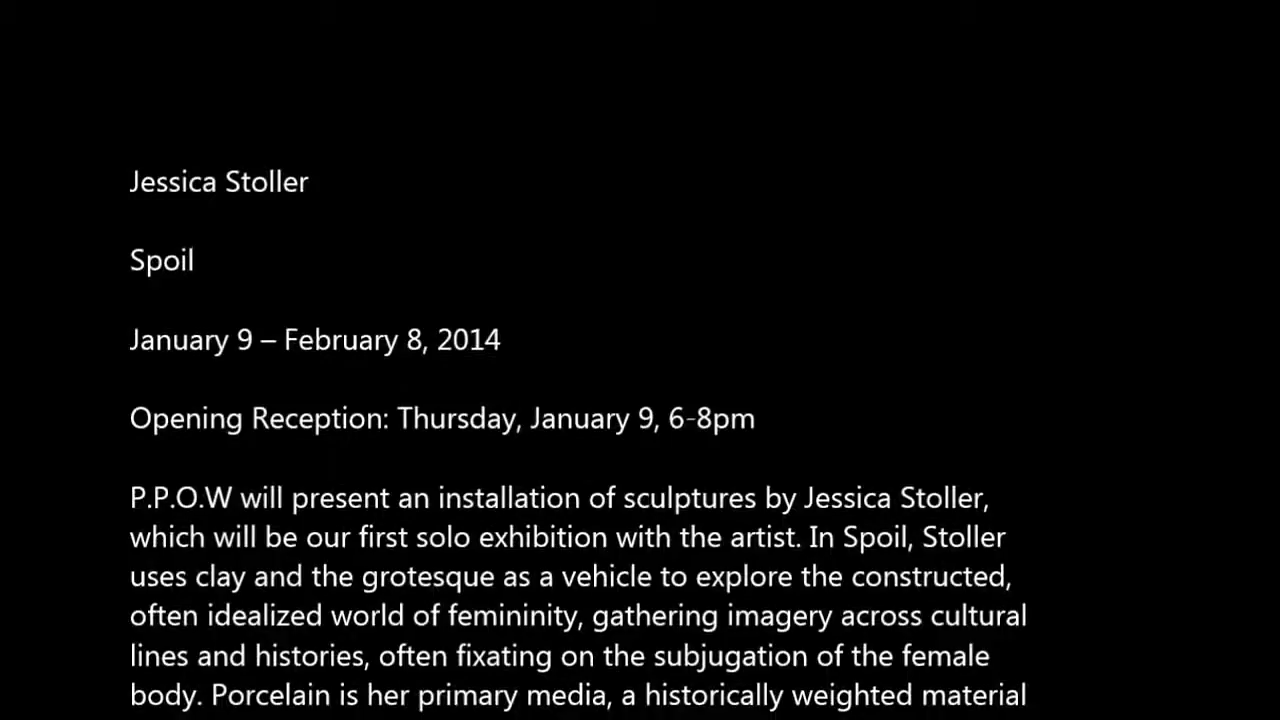 Jessica Stoller
Spoil
January 9 – February 8, 2014
Opening Reception: Thursday, January 9, 6-8pm
P.P.O.W will present an installation of sculptures by Jessica Stoller,
which will be our first solo exhibition with the artist. In Spoil, Stoller
uses clay and the grotesque as a vehicle to explore the constructed,
often idealized world of femininity, gathering imagery across cultural
lines and histories, often fixating on the subjugation of the female
body. Porcelain is her primary media, a historically weighted material